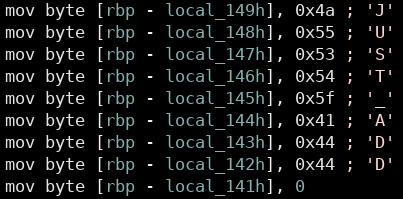 mov byte [rbp - local_149h], 0x4a ; 'J'
mov byte [rbp - local_148h], 0x55 ; 'U'
mov byte [rbp - local_147h], 0x53 ; 'S'
mov byte [rbp - local_146h], 0x54 ; 'T'
mov byte [rbp - local_145h], 0x5f ; '_'
mov byte [rbp - local_144h], 0x41 ; 'A'
mov byte [rbp - local_143h], 0x44 ; 'D'
mov byte [rbp - local_142h], 0x44 ; 'D'
mov byte [rbp - local_141h], 0